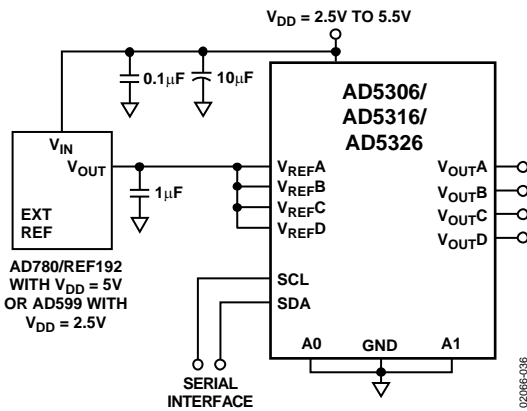 V_DD = 2.5V TO 5.5V
0.1μF
10μF
AD5306/
AD5316/
AD5326
V_IN
V_OUT
1μF
EXT
REF
V_REFA
V_REFB
V_REFC
V_REFD
V_OUTA
V_OUTB
V_OUTC
V_OUTD
AD780/REF192
WITH V_DD = 5V
OR AD599 WITH
V_DD = 2.5V
SCL
SDA
A0
GND
A1
SERIAL
INTERFACE
02066-036